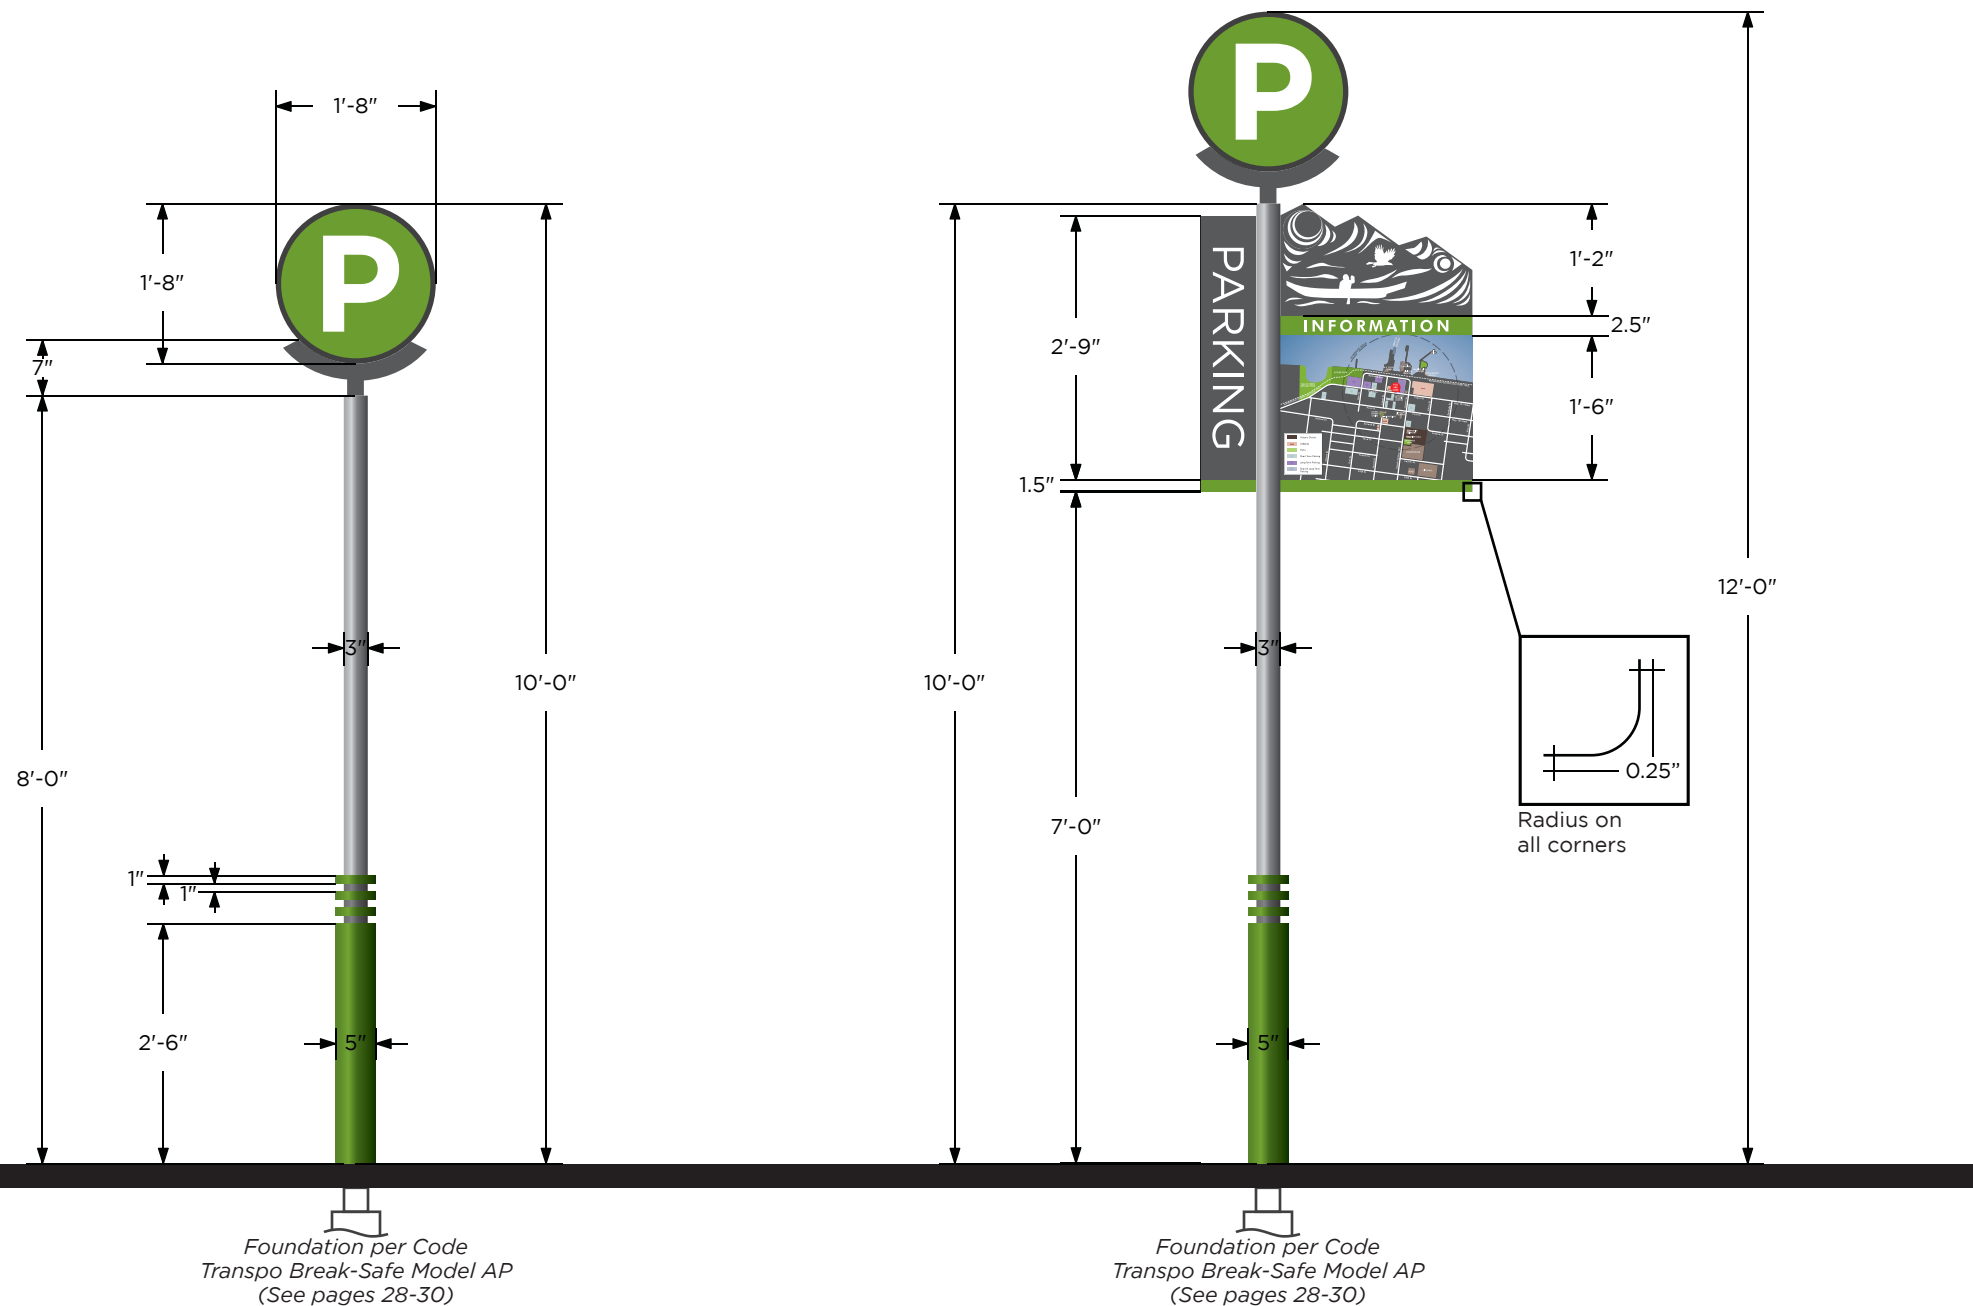 1'-8"
P
1'-8"
7"
10'-0"
8'-0"
3"
1"
1"
2'-6"
5"
Foundation per Code
Transpo Break-Safe Model AP
(See pages 28-30)
P
PARKING
INFORMATION
1'-2"
2.5"
1'-6"
2'-9"
1.5"
12'-0"
10'-0"
3"
7'-0"
0.25”
Radius on
all corners
5"
Foundation per Code
Transpo Break-Safe Model AP
(See pages 28-30)